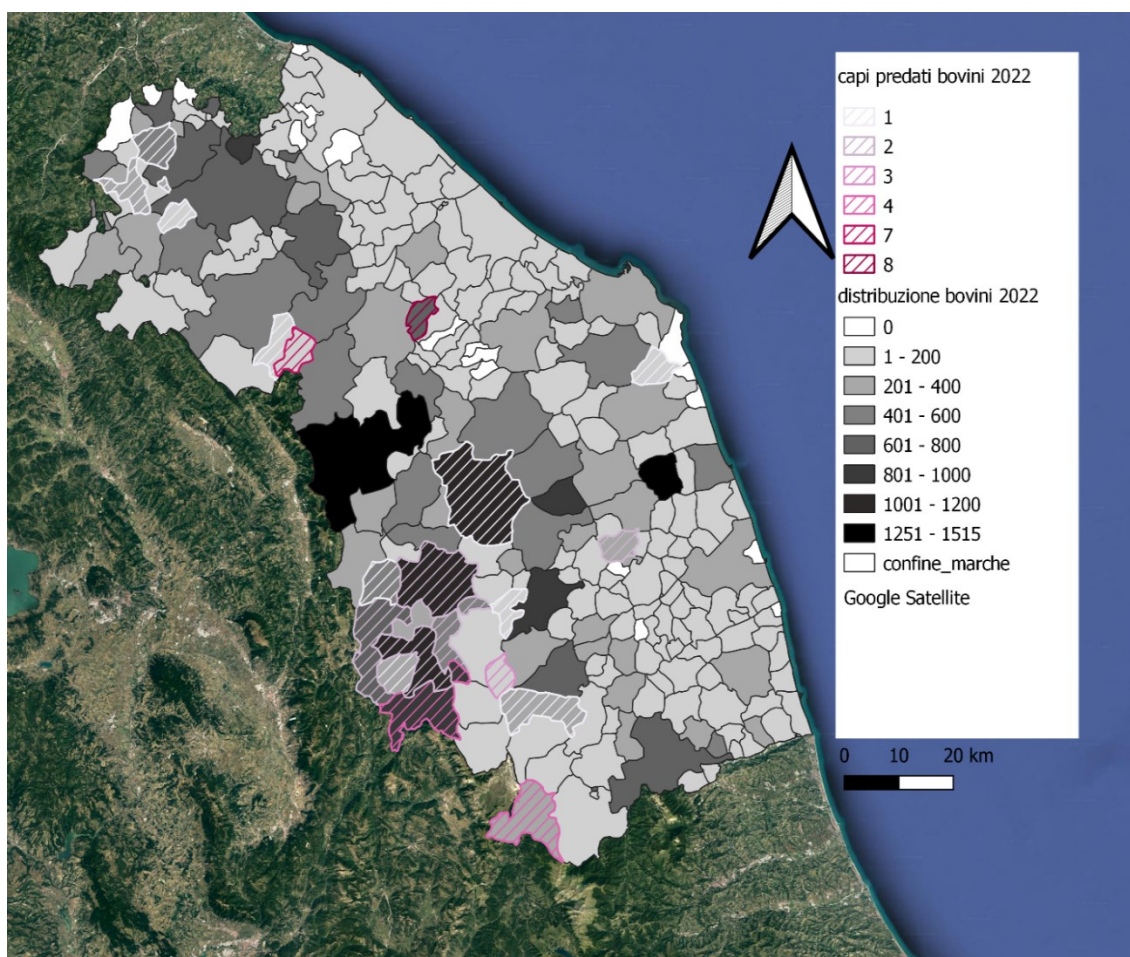 capi predati bovini 2022
1
2
3
4
7
8
distribuzione bovini 2022
0
1 - 200
201 - 400
401 - 600
601 - 800
801 - 1000
1001 - 1200
1251 - 1515
confine_marche
Google Satellite
0 10 20 km